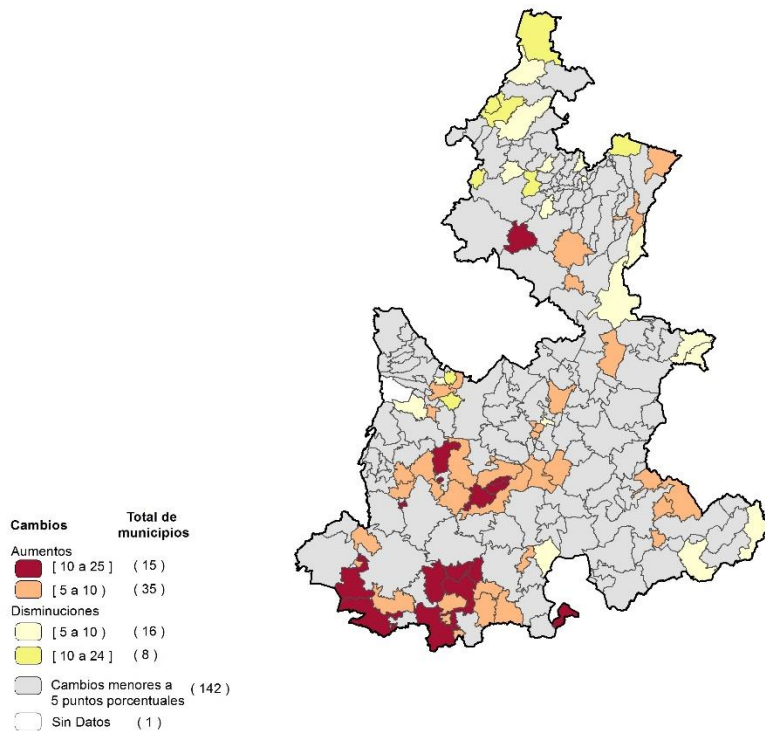 Cambios Total de municipios
Aumentos
[ 10 a 25 ] ( 15 )
[ 5 a 10 ) ( 35 )
Disminuciones
[ 5 a 10 ) ( 16 )
[ 10 a 24 ] ( 8 )
Cambios menores a ( 142 )
5 puntos porcentuales
Sin Datos ( 1 )